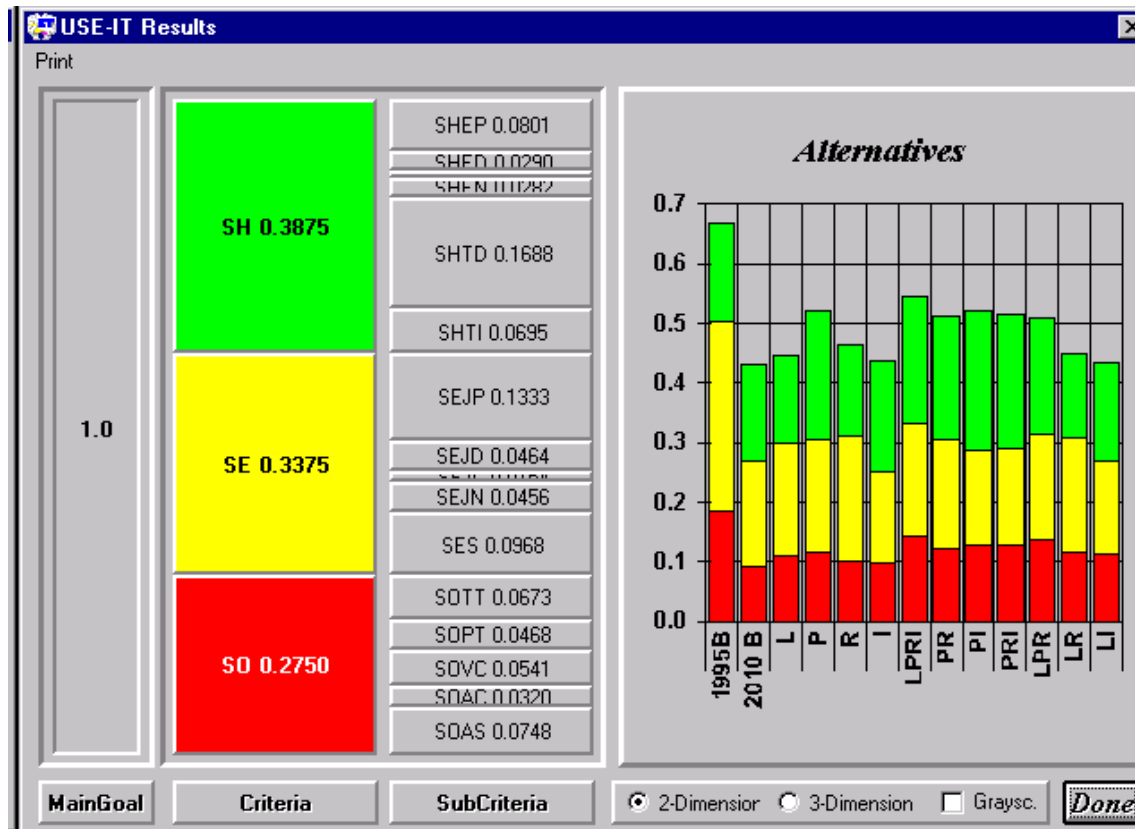 USE-IT Results
Print
1.0
SH 0.3875
SE 0.3375
SO 0.2750
SHEP 0.0801
SHED 0.0290
SHEN 0.0282
SHTD 0.1688
SHTI 0.0695
SEJP 0.1333
SEJD 0.0464
SEJN 0.0456
SES 0.0968
SOTT 0.0673
SOPT 0.0468
SOVC 0.0541
SOAC 0.0320
SOAS 0.0748
Alternatives
0.7
0.6
0.5
0.4
0.3
0.2
0.1
0.0
1995B
2010 B
L
P
R
I
LPRI
PR
PI
PRI
LPR
LR
LI
MainGoal
Criteria
SubCriteria
2-Dimension
3-Dimension
Graysc.
Done